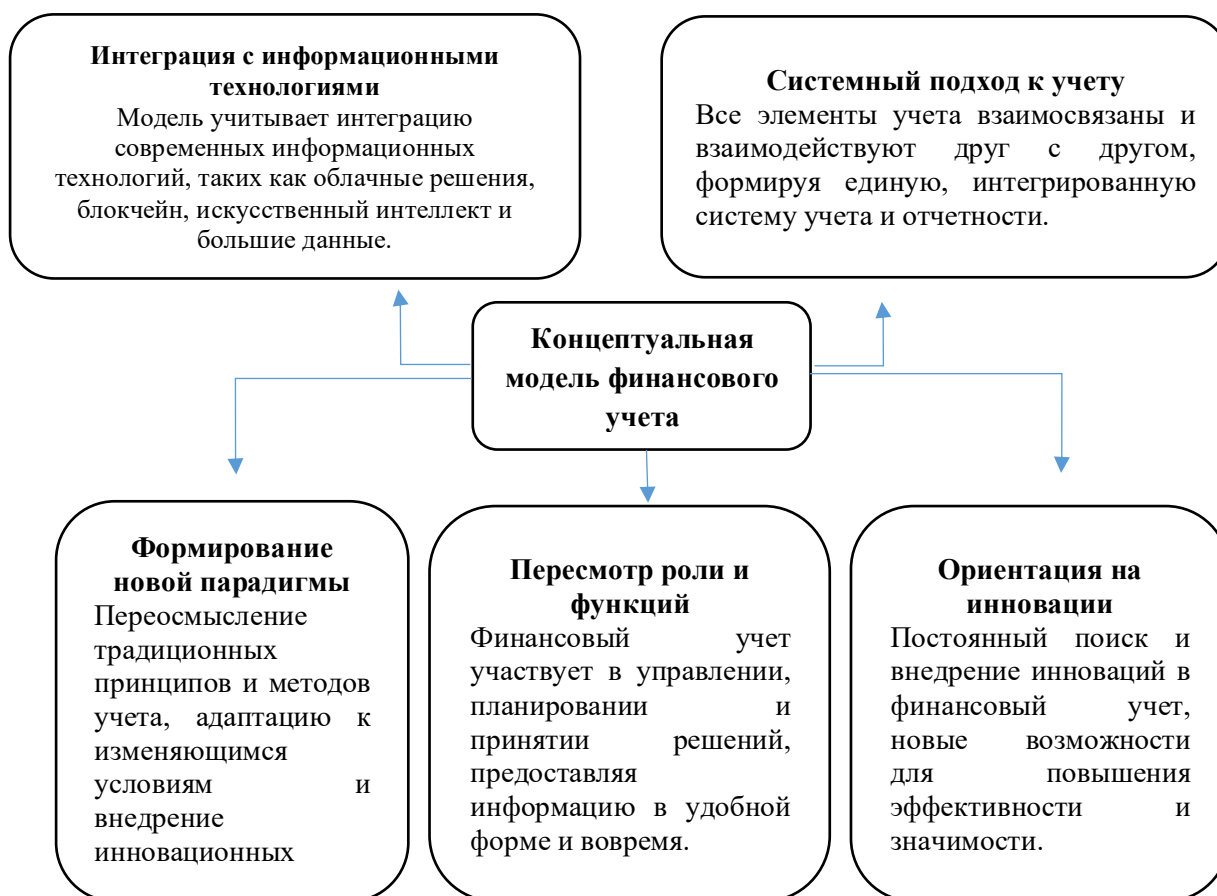 Интеграция с информационными
технологиями
Модель учитывает интеграцию
современных информационных
технологий, таких как облачные решения,
блокчейн, искусственный интеллект и
большие данные.
Системный подход к учету
Все элементы учета взаимосвязаны и
взаимодействуют друг с другом,
формируя единую, интегрированную
систему учета и отчетности.
Концептуальная
модель финансового
учета
Формирование
новой парадигмы
Переосмысление
традиционных
принципов и методов
учета, адаптацию к
изменяющимся
условиям и
внедрение
инновационных
Пересмотр роли и
функций
Финансовый учет
участвует в управлении,
планировании и
принятии решений,
предоставляя
информацию в удобной
форме и вовремя.
Ориентация на
инновации
Постоянный поиск и
внедрение инноваций в
финансовый учет,
новые возможности
для повышения
эффективности и
значимости.